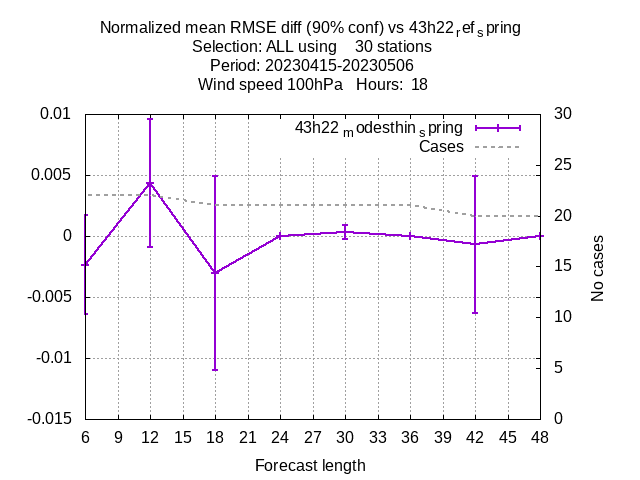 Normalized mean RMSE diff (90% conf) vs 43h22ref spring
Selection: ALL using 30 stations
Period: 20230415-20230506
Wind speed 100hPa Hours: 18
0.01
0.005
0
-0.005
-0.01
-0.015
30
25
20
15
10
5
0
43h22modesthinspring
Cases
No cases
6 9 12 15 18 21 24 27 30 33 36 39 42 45 48
Forecast length